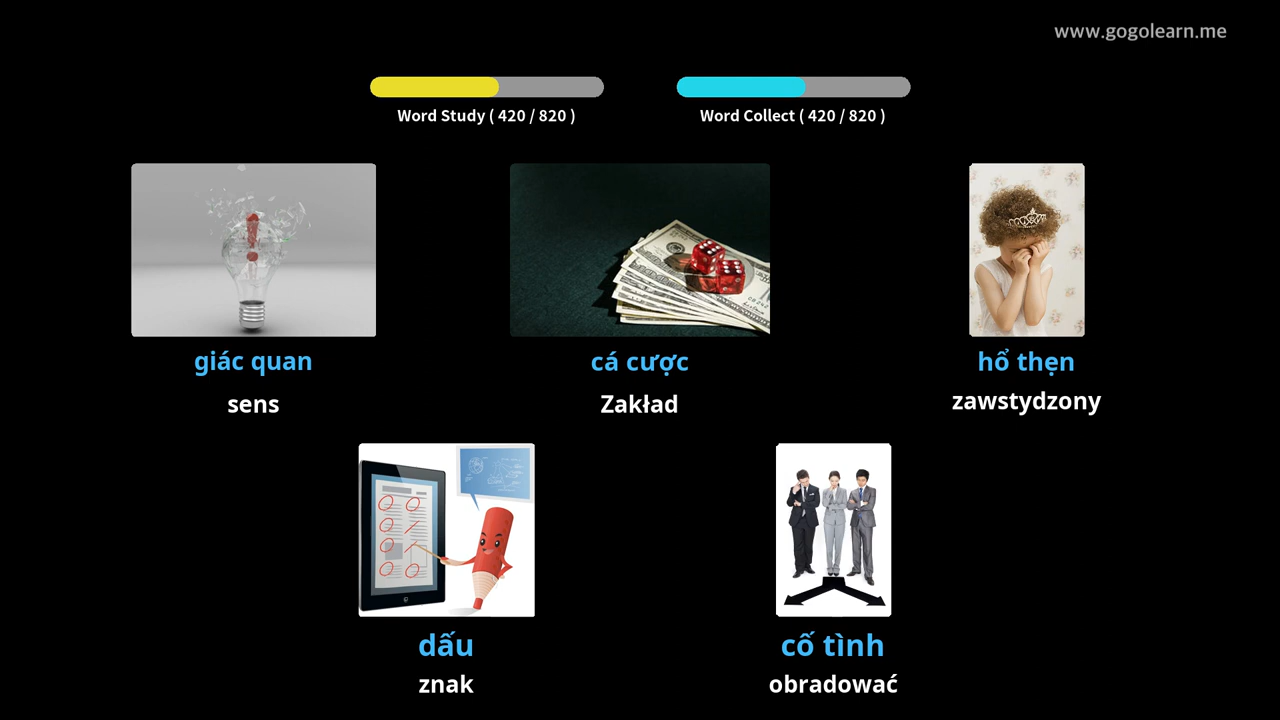 www.gogolearn.me
Word Study ( 420 / 820 )
Word Collect ( 420 / 820 )
giác quan
sens
cá cược
Zakład
hổ thẹn
zawstydzony
dấu
znak
cố tình
obradować